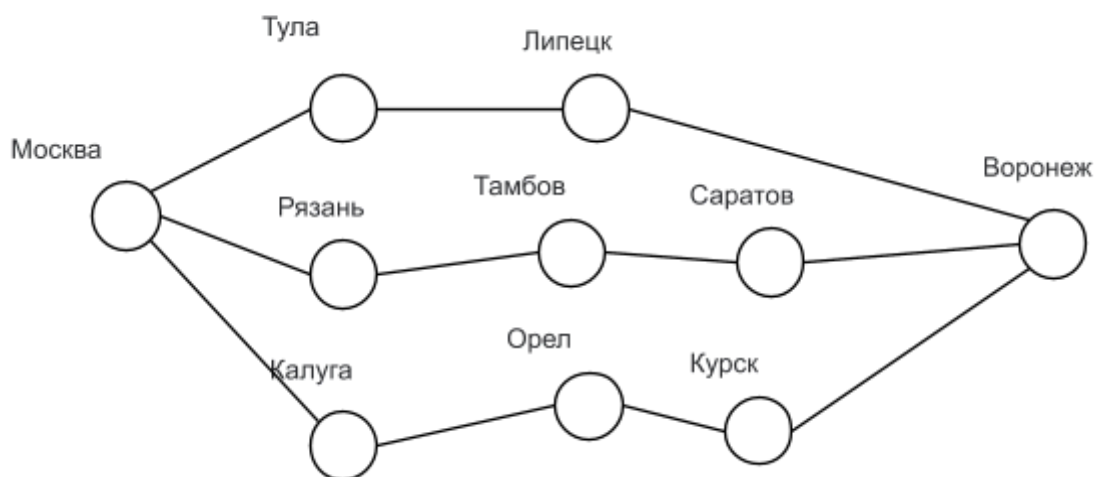 Тула
Липецк
Москва
Воронеж
Рязань
Тамбов
Саратов
Калуга
Орел
Курск